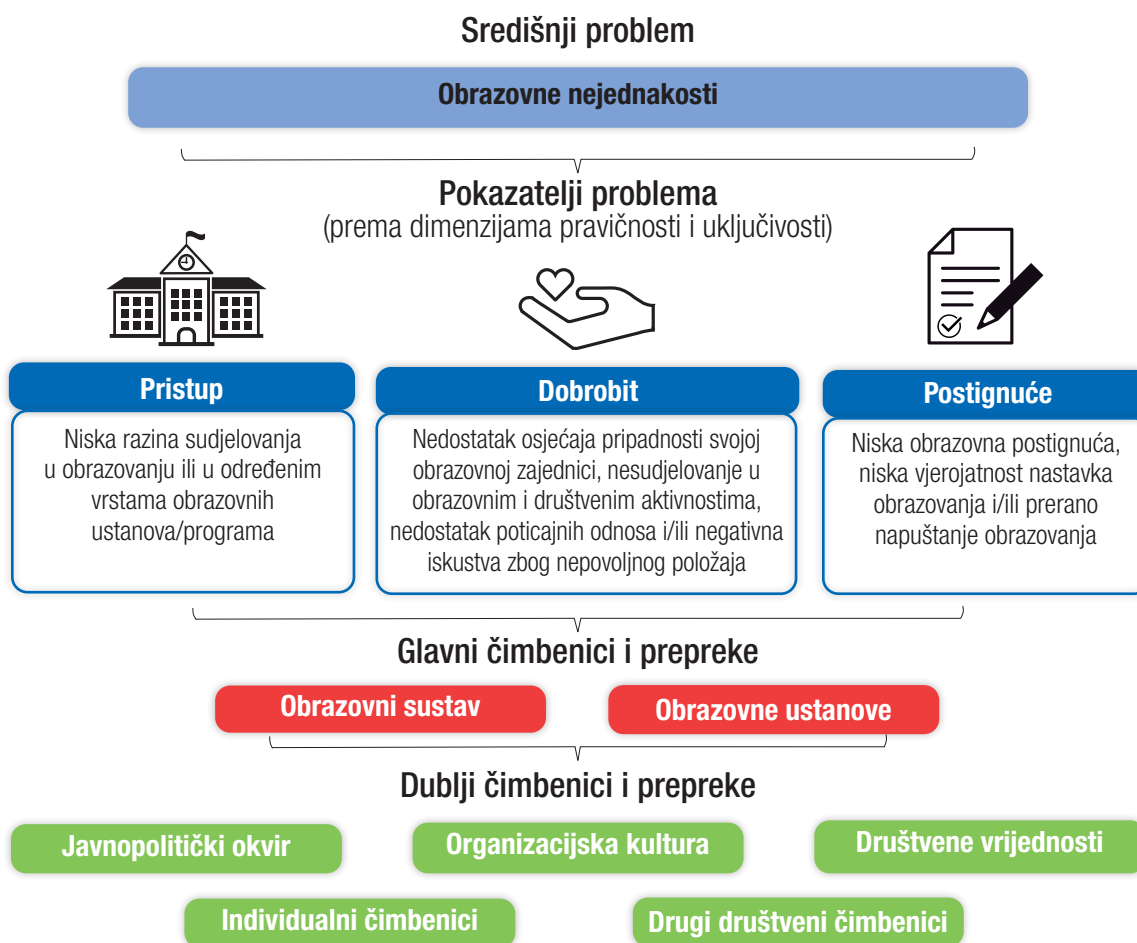 Središnji problem
Obrazovne nejednakosti
Pokazatelji problema
(prema dimenzijama pravičnosti i uključivosti)
Pristup
Niska razina sudjelovanja
u obrazovanju ili u određenim
vrstama obrazovnih
ustanova/programa
Dobrobit
Nedostatak osjećaja pripadnosti svojoj
obrazovnoj zajednici, nesudjelovanje u
obrazovnim i društvenim aktivnostima,
nedostatak poticajnih odnosa i/ili negativna
iskustva zbog nepovoljnog položaja
Postignuće
Niska obrazovna postignuća,
niska vjerojatnost nastavka
obrazovanja i/ili prerano
napuštanje obrazovanja
Glavni čimbenici i prepreke
Obrazovni sustav
Obrazovne ustanove
Dublji čimbenici i prepreke
Javnopolitički okvir
Organizacijska kultura
Društvene vrijednosti
Individualni čimbenici
Drugi društveni čimbenici